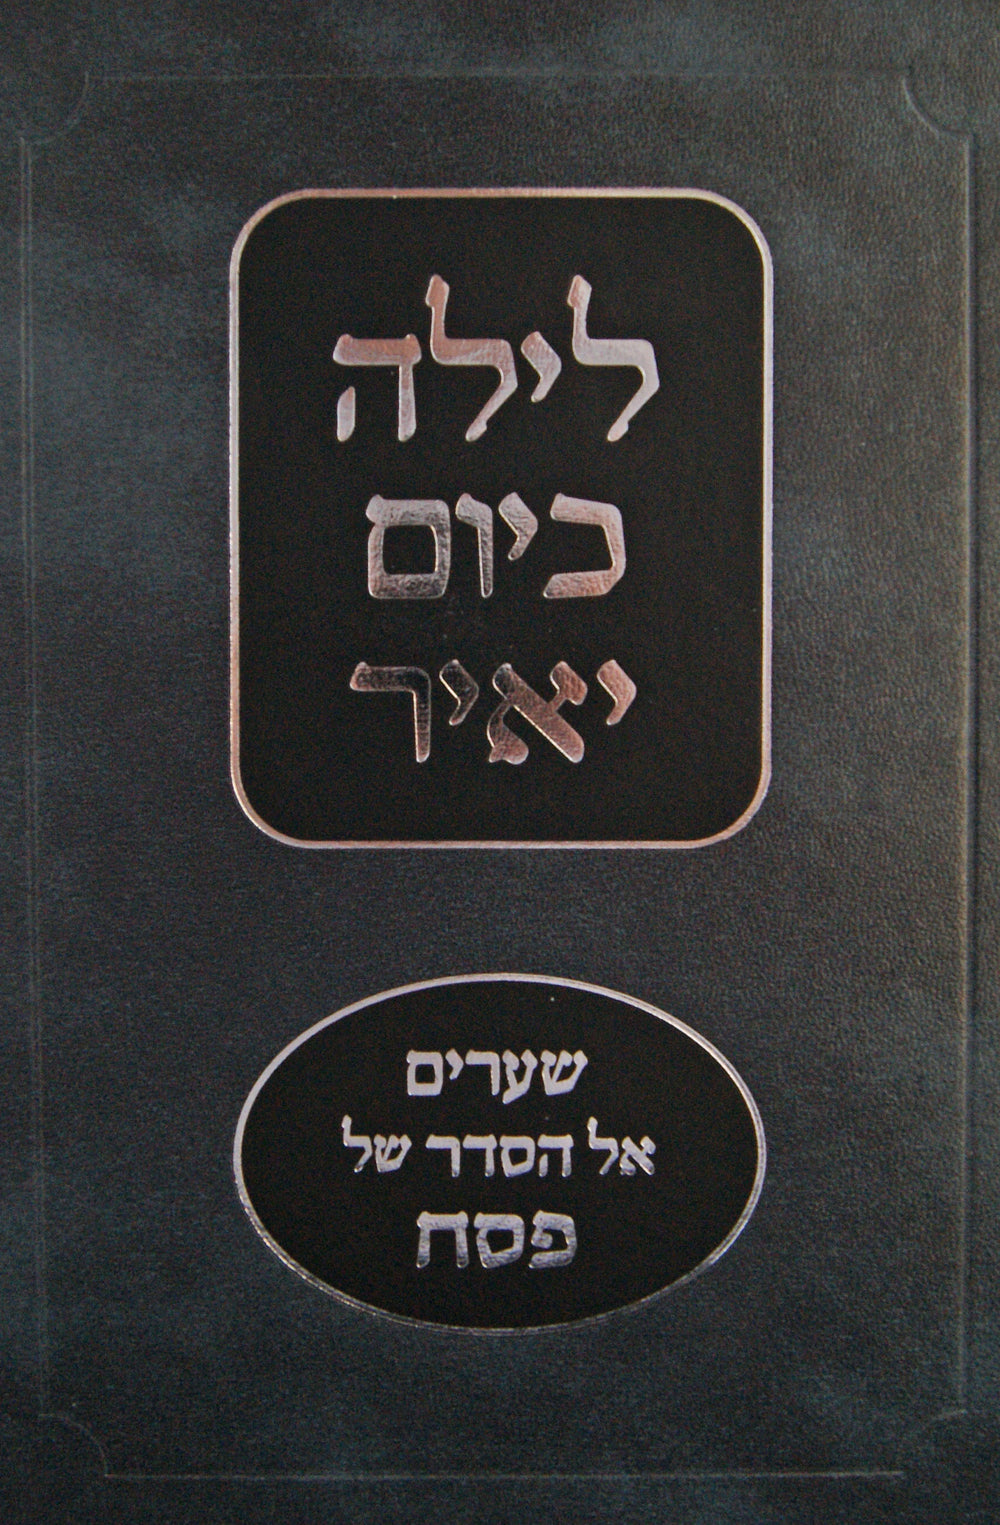 לילה
כיום
יאיר
שערים
אל הסדר של
פסח